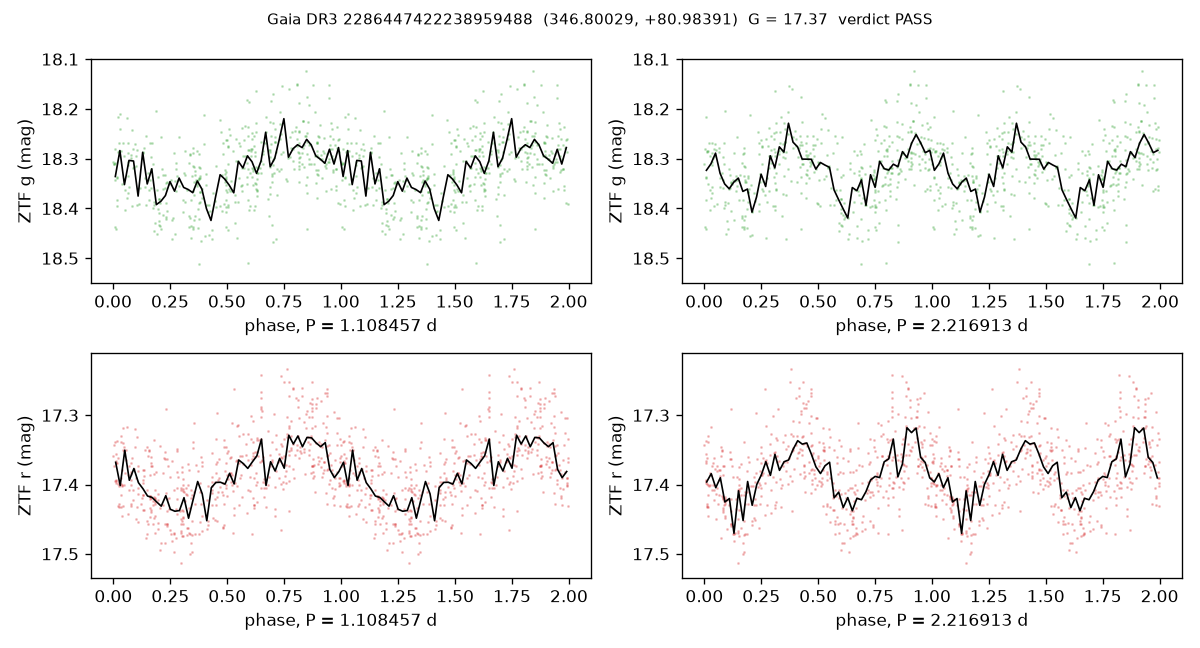 Gaia DR3 2286447422238959488  (346.80029, +80.98391)  G = 17.37  verdict PASS
18.1
18.2
18.3
18.4
18.5
ZTF g (mag)
0.00 0.25 0.50 0.75 1.00 1.25 1.50 1.75 2.00
phase, P = 1.108457 d
18.1
18.2
18.3
18.4
18.5
ZTF g (mag)
0.00 0.25 0.50 0.75 1.00 1.25 1.50 1.75 2.00
phase, P = 2.216913 d
17.3
17.4
17.5
ZTF r (mag)
0.00 0.25 0.50 0.75 1.00 1.25 1.50 1.75 2.00
phase, P = 1.108457 d
17.3
17.4
17.5
ZTF r (mag)
0.00 0.25 0.50 0.75 1.00 1.25 1.50 1.75 2.00
phase, P = 2.216913 d